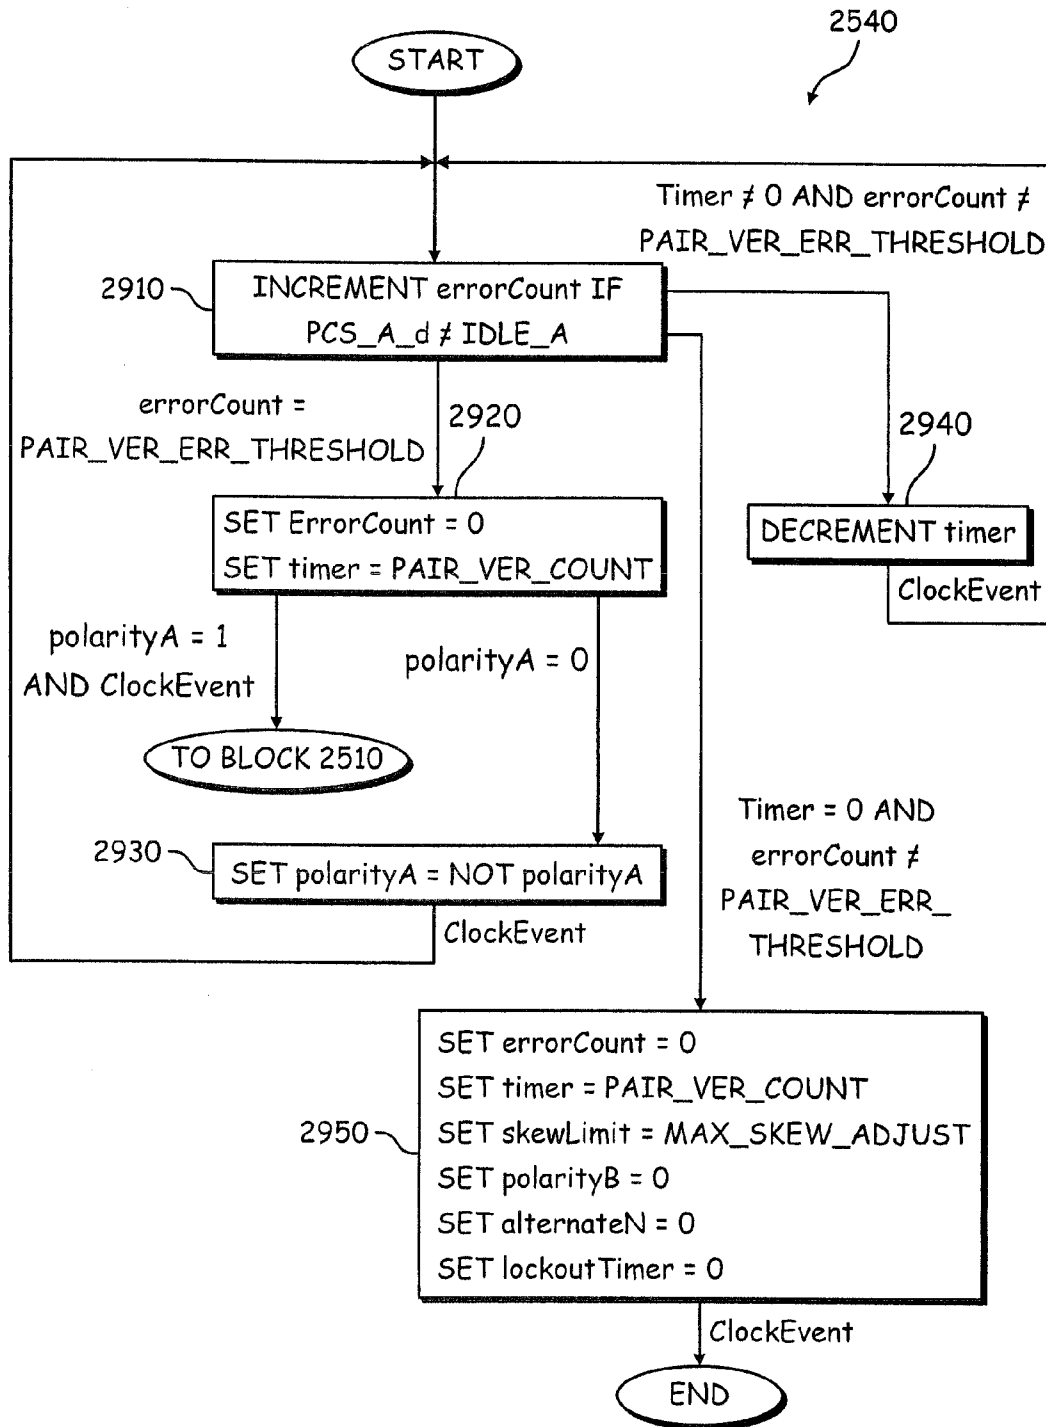 2540
START
Timer ≠ 0 AND errorCount ≠
PAIR_VER_ERR_THRESHOLD
2910
INCREMENT errorCount IF
PCS_A_d ≠ IDLE_A
errorCount =
PAIR_VER_ERR_THRESHOLD
2920
2940
SET ErrorCount = 0
SET timer = PAIR_VER_COUNT
DECREMENT timer
ClockEvent
polarityA = 1
AND ClockEvent
polarityA = 0
TO BLOCK 2510
Timer = 0 AND
errorCount ≠
PAIR_VER_ERR_
THRESHOLD
2930
SET polarityA = NOT polarityA
ClockEvent
2950
SET errorCount = 0
SET timer = PAIR_VER_COUNT
SET skewLimit = MAX_SKEW_ADJUST
SET polarityB = 0
SET alternateN = 0
SET lockoutTimer = 0
ClockEvent
END